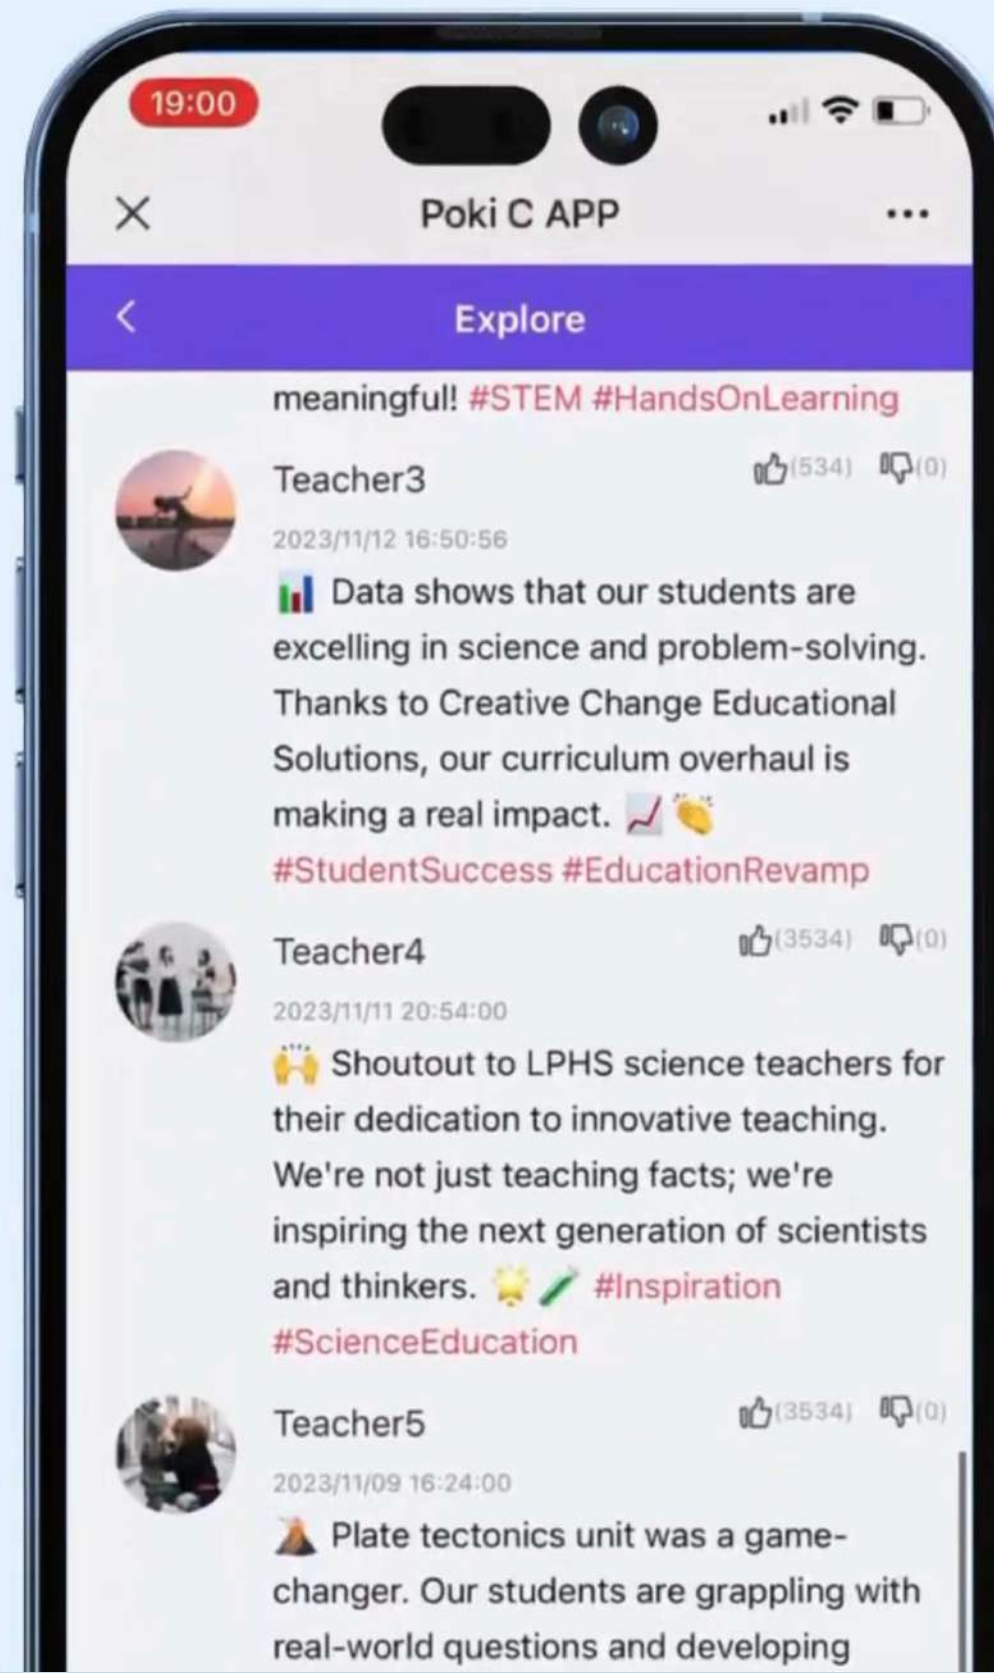 19:00
Poki C APP
Explore
meaningful! #STEM #HandsOnLearning
Teacher3 (534) (0)
2023/11/12 16:50:56
📊 Data shows that our students are
excelling in science and problem-solving.
Thanks to Creative Change Educational
Solutions, our curriculum overhaul is
making a real impact. 📈 👏
#StudentSuccess #EducationRevamp
Teacher4 (3534) (0)
2023/11/11 20:54:00
🙌 Shoutout to LPHS science teachers for
their dedication to innovative teaching.
We're not just teaching facts; we're
inspiring the next generation of scientists
and thinkers. 🌟 🧪 #Inspiration
#ScienceEducation
Teacher5 (3534) (0)
2023/11/09 16:24:00
🌋 Plate tectonics unit was a game-
changer. Our students are grappling with
real-world questions and developing